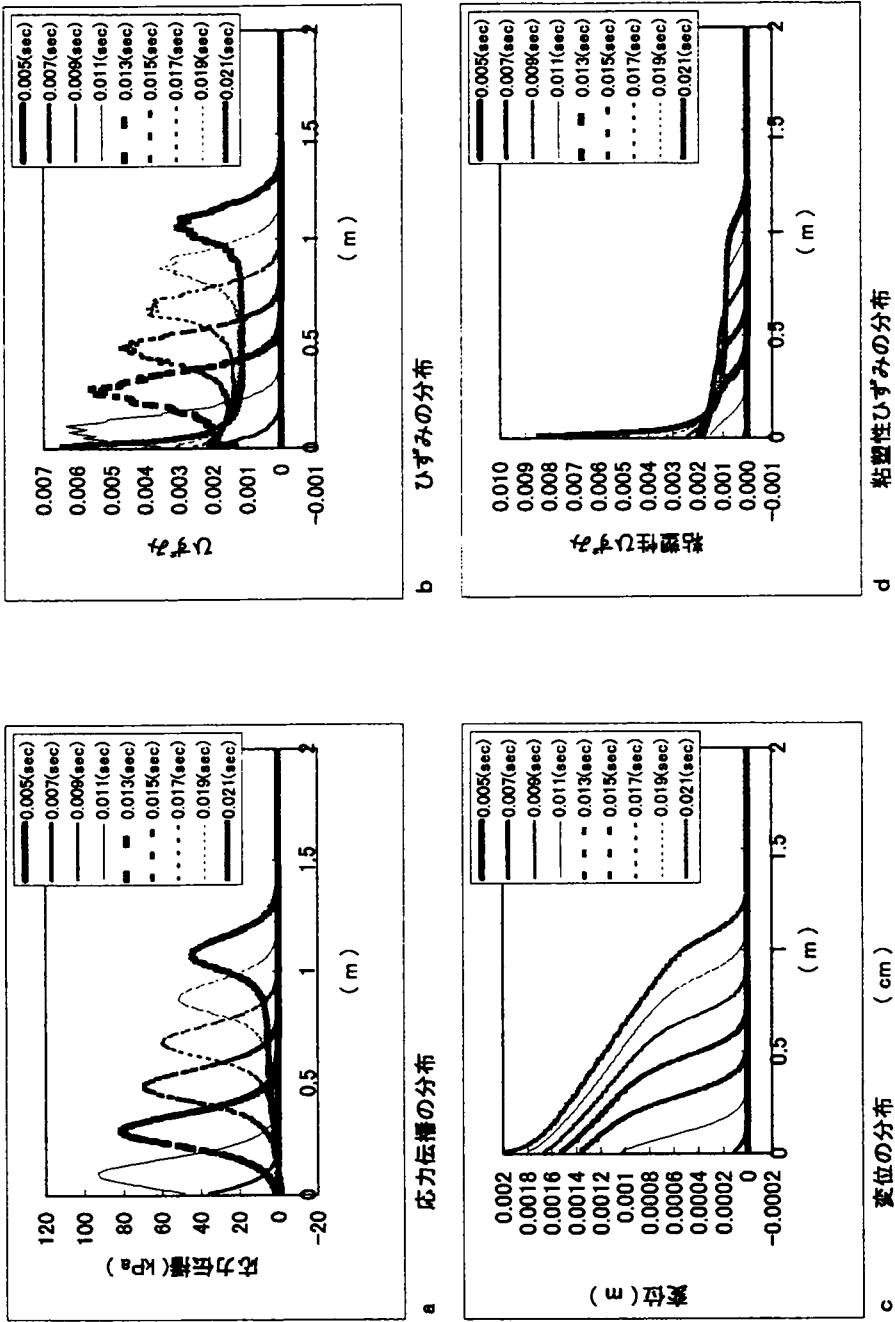 120
100
80
60
40
20
0
-20
応力伝播(kPa)
0
0.5
1
1.5
2
(m)
0.005(sec)
0.007(sec)
0.009(sec)
0.011(sec)
0.013(sec)
0.015(sec)
0.017(sec)
0.019(sec)
0.021(sec)
a 応力伝播の分布
0.007
0.006
0.005
0.004
0.003
0.002
0.001
0
-0.001
ひずみ
0
0.5
1
1.5
2
(m)
0.005(sec)
0.007(sec)
0.009(sec)
0.011(sec)
0.013(sec)
0.015(sec)
0.017(sec)
0.019(sec)
0.021(sec)
b ひずみの分布
0.002
0.0018
0.0016
0.0014
0.0012
0.001
0.0008
0.0006
0.0004
0.0002
0
-0.0002
変位(m)
0
0.5
1
1.5
2
(m)
0.005(sec)
0.007(sec)
0.009(sec)
0.011(sec)
0.013(sec)
0.015(sec)
0.017(sec)
0.019(sec)
0.021(sec)
c 変位の分布 (cm)
0.010
0.009
0.008
0.007
0.006
0.005
0.004
0.003
0.002
0.001
0.000
-0.001
粘塑性ひずみ
0
0.5
1
1.5
2
(m)
0.005(sec)
0.007(sec)
0.009(sec)
0.011(sec)
0.013(sec)
0.015(sec)
0.017(sec)
0.019(sec)
0.021(sec)
d 粘塑性ひずみの分布